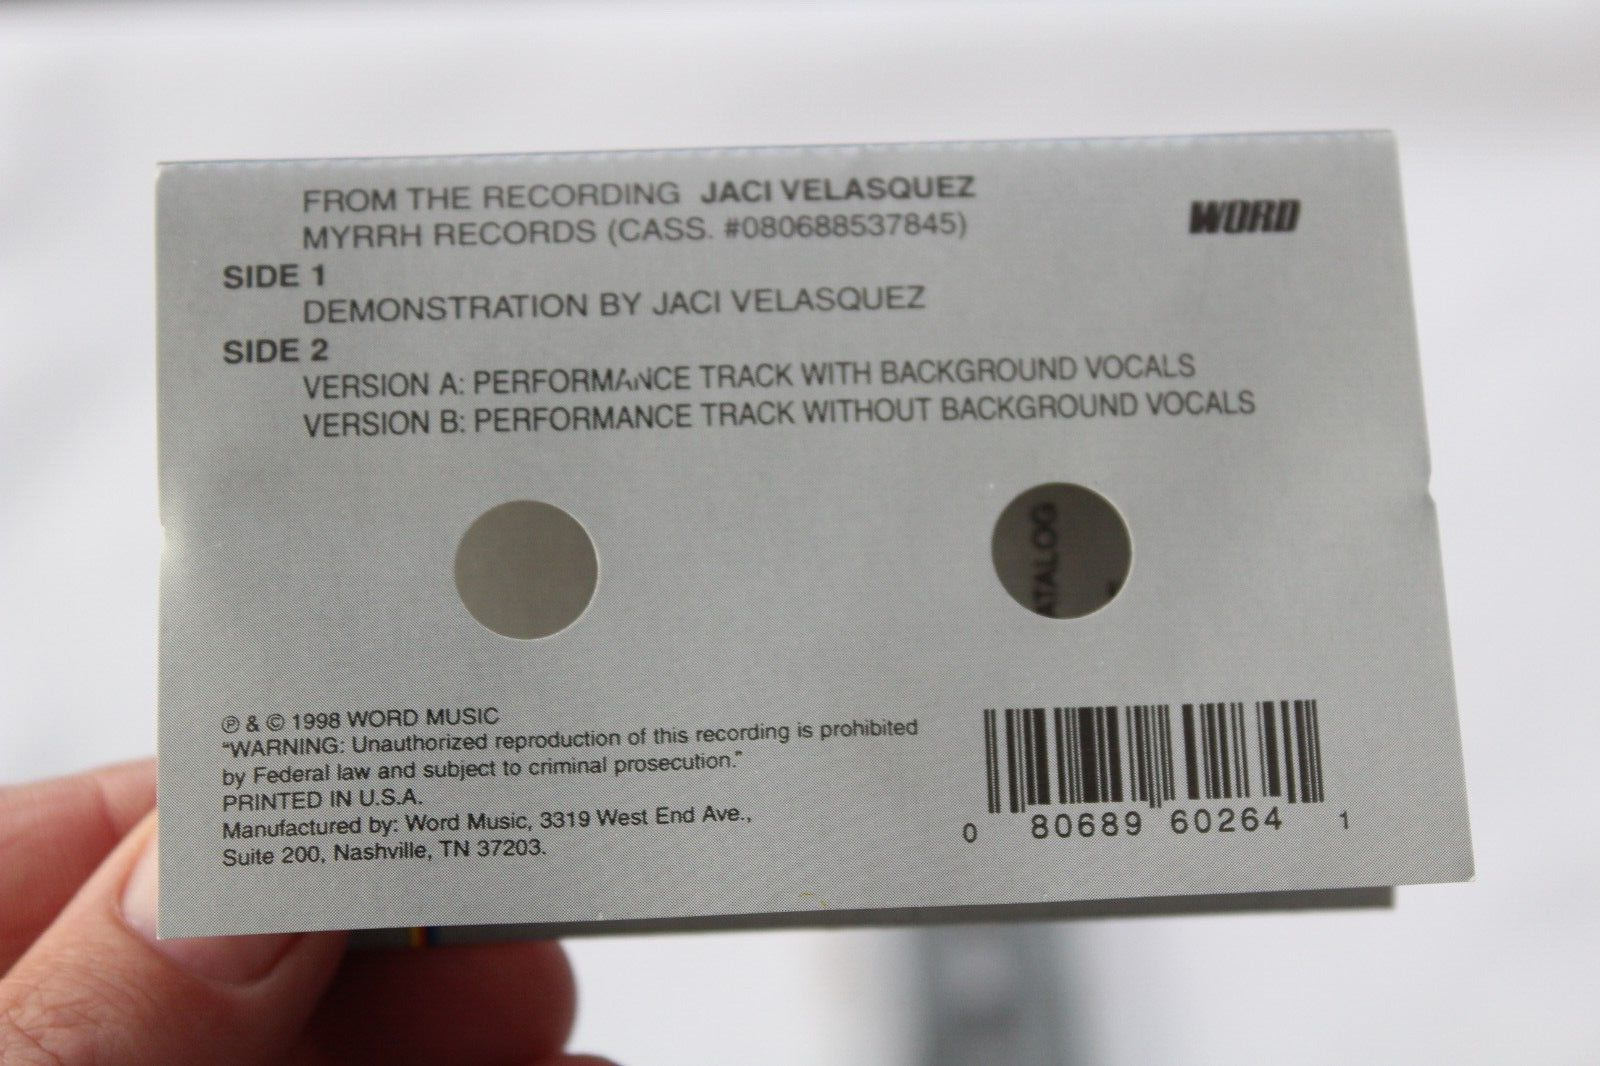 FROM THE RECORDING JACI VELASQUEZ
MYRRH RECORDS (CASS. #080688537845)
WORD
SIDE 1
DEMONSTRATION BY JACI VELASQUEZ
SIDE 2
VERSION A: PERFORMANCE TRACK WITH BACKGROUND VOCALS
VERSION B: PERFORMANCE TRACK WITHOUT BACKGROUND VOCALS
ATALOG
℗ & © 1998 WORD MUSIC
“WARNING: Unauthorized reproduction of this recording is prohibited
by Federal law and subject to criminal prosecution.”
PRINTED IN U.S.A.
Manufactured by: Word Music, 3319 West End Ave.,
Suite 200, Nashville, TN 37203.
0 80689 60264 1